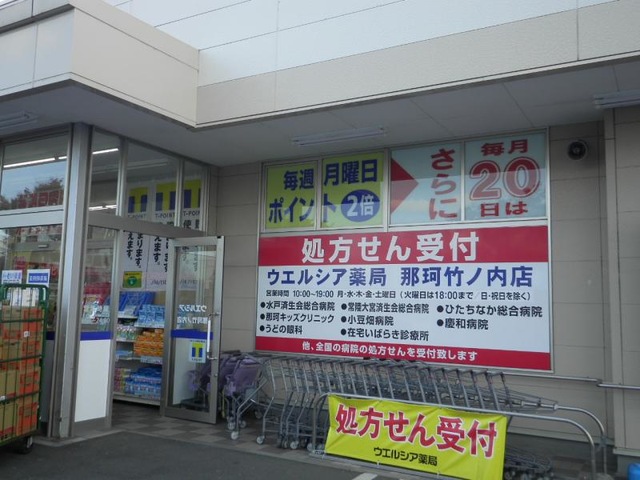 毎週 月曜日
ポイント 2倍
さらに
毎月
20
日は
処方せん受付
ウエルシア薬局 那珂竹ノ内店
営業時間 10:00~19:00 月・水・木・金・土曜日(火曜日は18:00まで 日・祝日を除く)
●水戸済生会総合病院 ●常陸大宮済生会総合病院 ●ひたちなか総合病院
●那珂キッズクリニック ●小豆畑病院 ●慶和病院
●うどの眼科 ●在宅いばらき診療所
他、全国の病院の処方せんを受付致します
処方せん受付
ウエルシア薬局
T-POINT
T-POINT